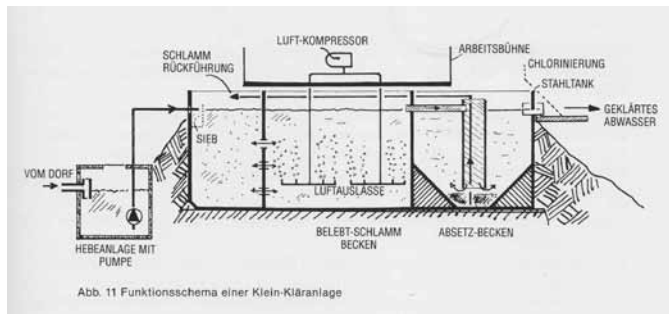 LUFT-KOMPRESSOR
ARBEITSBÜHNE
SCHLAMM
RÜCKFÜHRUNG
CHLORINIERUNG
STAHLTANK
GEKLÄRTES
ABWASSER
SIEB
VOM DORF
LUFTAUSLÄSSE
HEBEANLAGE MIT
PUMPE
BELEBT-SCHLAMM
BECKEN
ABSETZ-BECKEN
Abb. 11 Funktionsschema einer Klein-Kläranlage